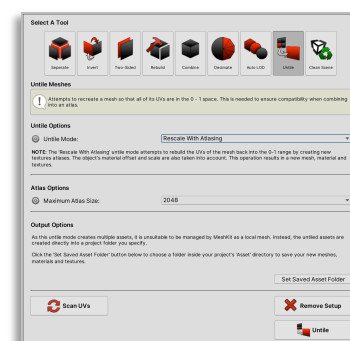 Select A Tool
Seperate
Invert
Two-Sided
Rebuild
Combine
Decimate
Auto LOD
Untile
Clean Scene
Untile Meshes
Attempts to recreate a mesh so that all of its UVs are in the 0 - 1 space. This is needed to ensure compatibility when combining
into an atlas.
Untile Options
Untile Mode:
Rescale With Atlasing
NOTE: The 'Rescale With Atlasing' untile mode attempts to rebuild the UVs of the mesh back into the 0-1 range by creating new
textures atlases. The object's material offset and scale are also taken into account. This operation results in a new mesh, material and
textures.
Atlas Options
Maximum Atlas Size:
2048
Output Options
As this untile mode creates multiple assets, it is unsuitable to be managed by MeshKit as a local mesh. Instead, the untiled assets are
created directly into a project folder you specify.
Click the 'Set Saved Asset Folder' button below to choose a folder inside your project's 'Asset' directory to save your new meshes,
materials and textures.
Set Saved Asset Folder
Scan UVs
Remove Setup
Untile